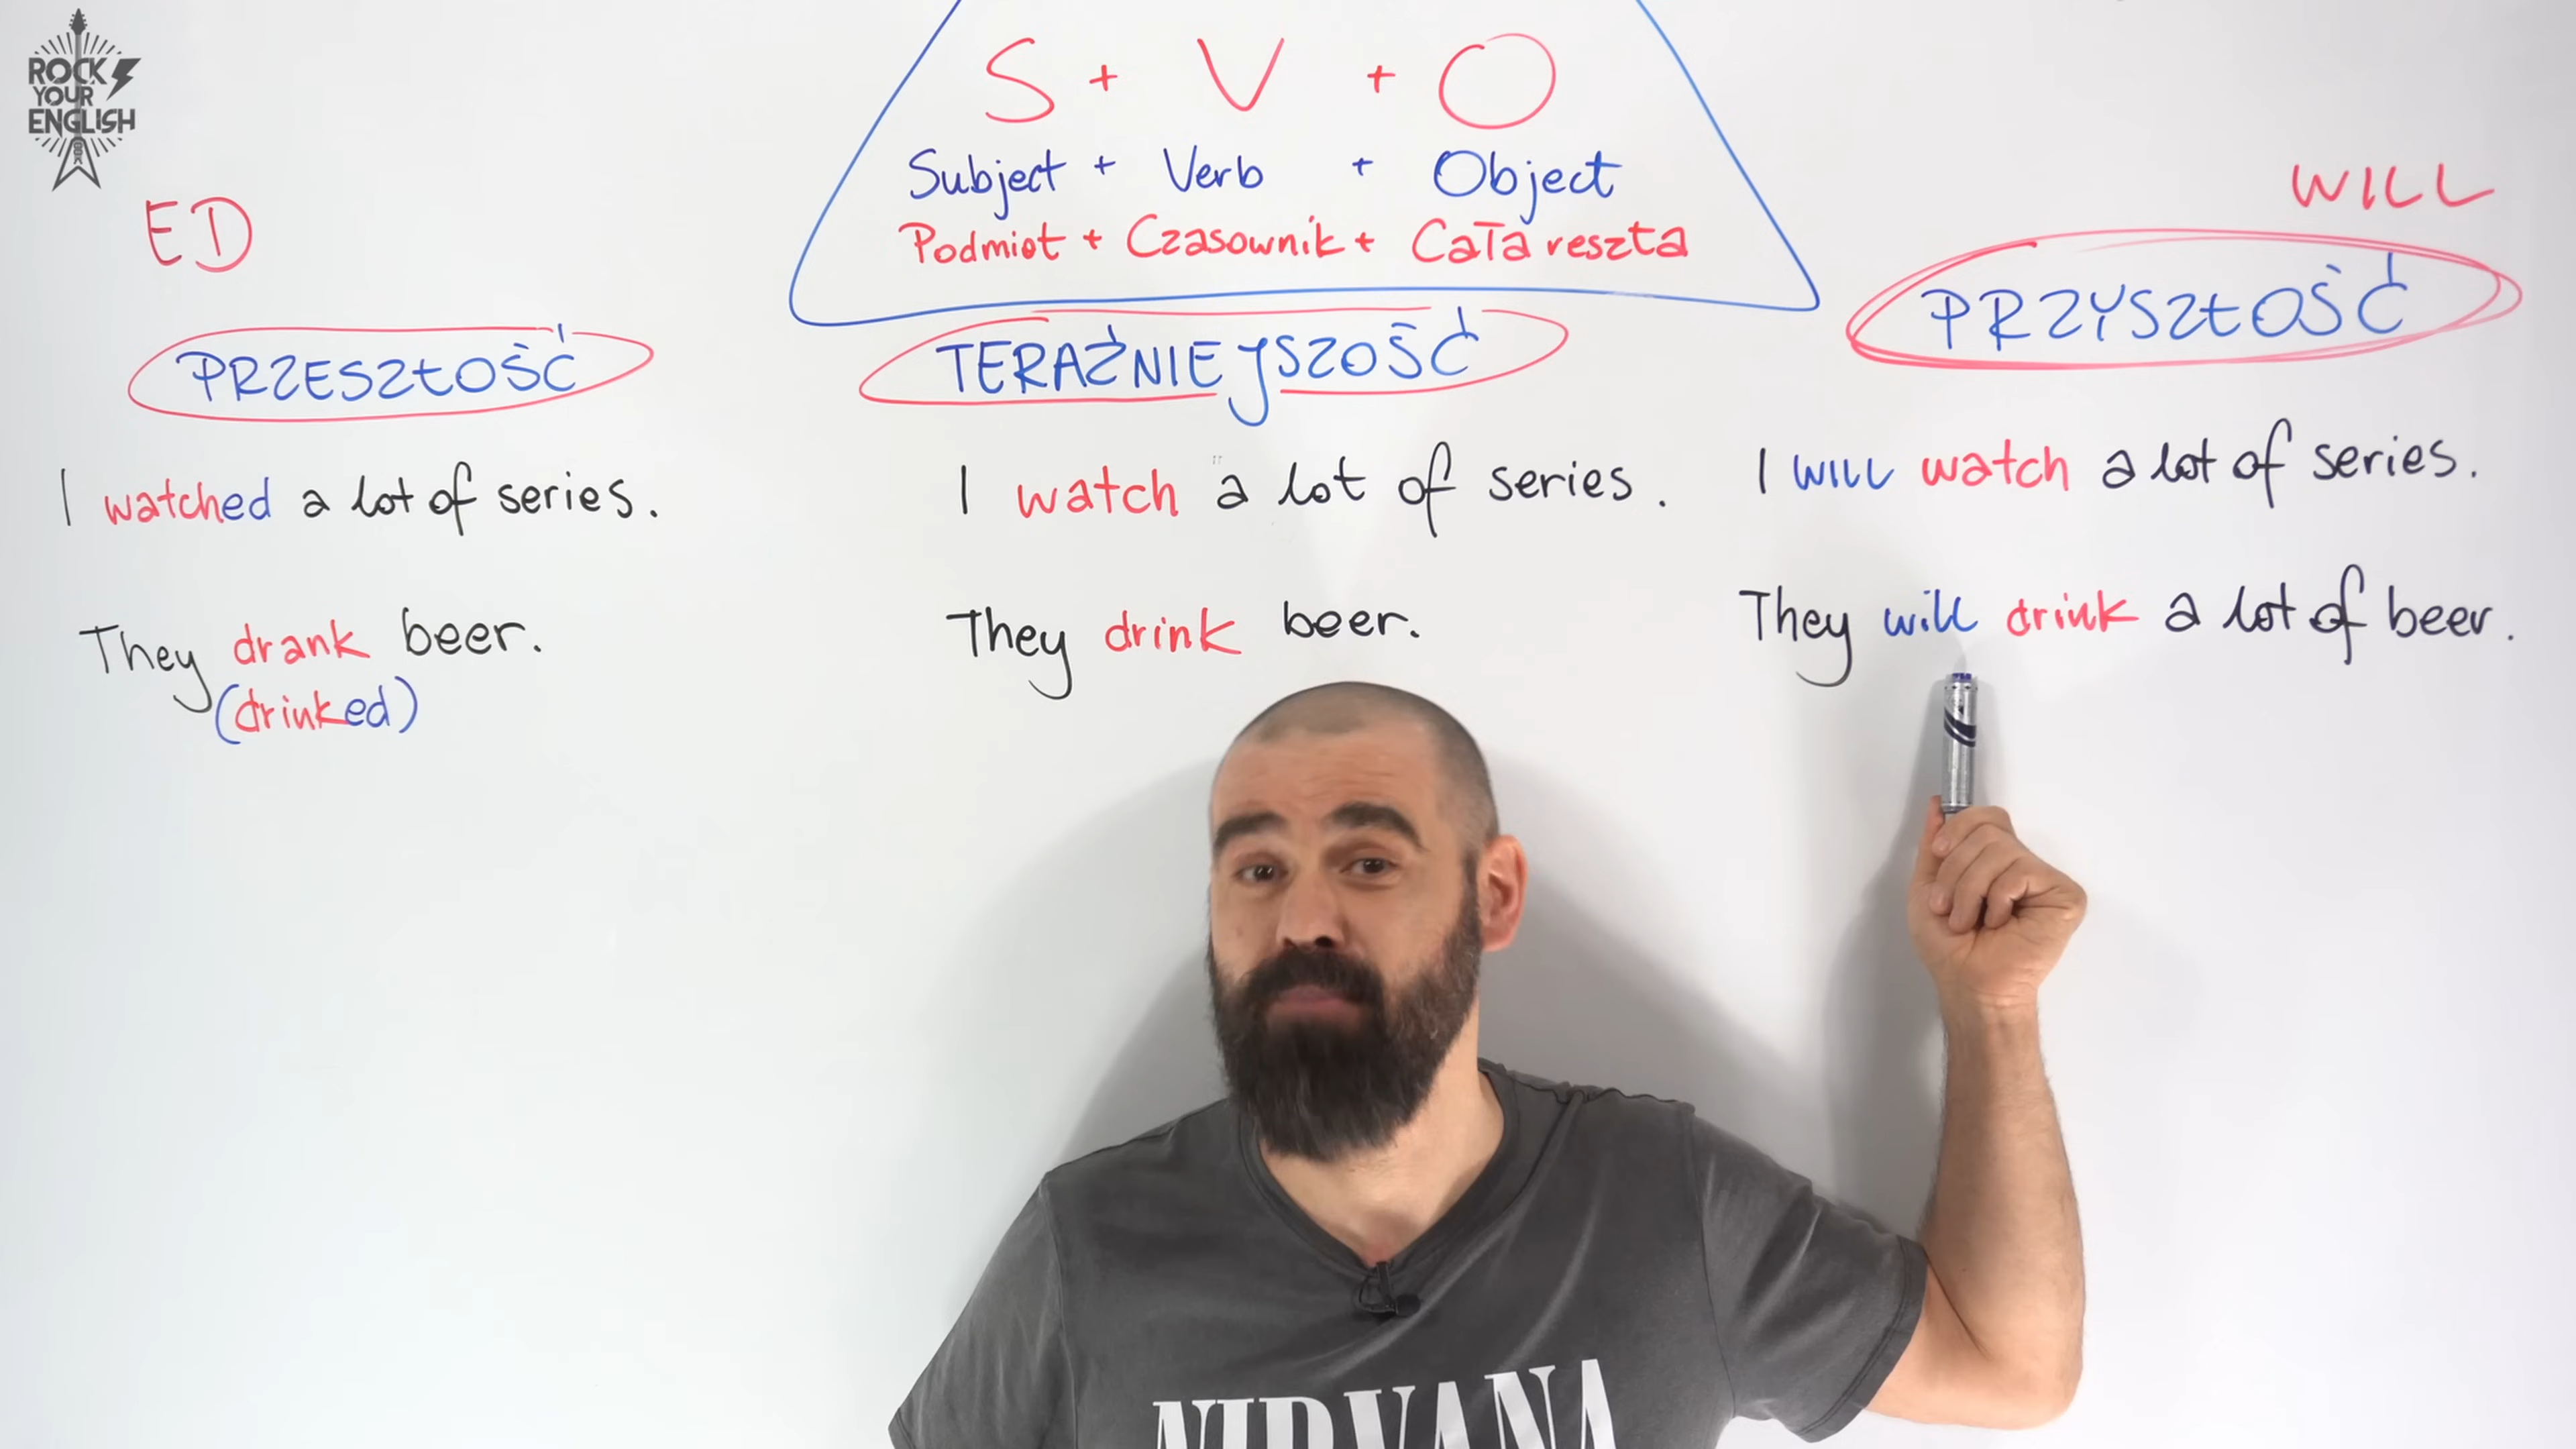 ROCK
YOUR
ENGLISH
S + V + O
Subject + Verb + Object
Podmiot + Czasownik + Cała reszta
ED
PRZESZŁOŚĆ
I watched a lot of series.
They drank beer.
(drinked)
TERAŹNIEJSZOŚĆ
I watch a lot of series.
They drink beer.
WILL
PRZYSZŁOŚĆ
I WILL watch a lot of series.
They will drink a lot of beer.
NIRVANA